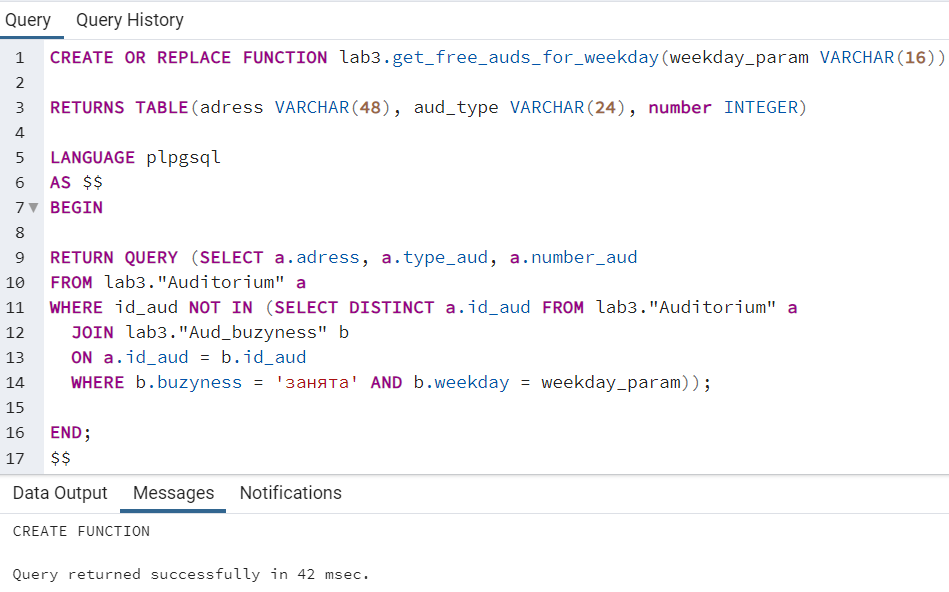 Query Query History
1 CREATE OR REPLACE FUNCTION lab3.get_free_auds_for_weekday(weekday_param VARCHAR(16))
2
3 RETURNS TABLE(adress VARCHAR(48), aud_type VARCHAR(24), number INTEGER)
4
5 LANGUAGE plpgsql
6 AS $$
7 BEGIN
8
9 RETURN QUERY (SELECT a.adress, a.type_aud, a.number_aud
10 FROM lab3."Auditorium" a
11 WHERE id_aud NOT IN (SELECT DISTINCT a.id_aud FROM lab3."Auditorium" a
12 JOIN lab3."Aud_buzyness" b
13 ON a.id_aud = b.id_aud
14 WHERE b.buzyness = 'занята' AND b.weekday = weekday_param));
15
16 END;
17 $$
Data Output Messages Notifications
CREATE FUNCTION
Query returned successfully in 42 msec.